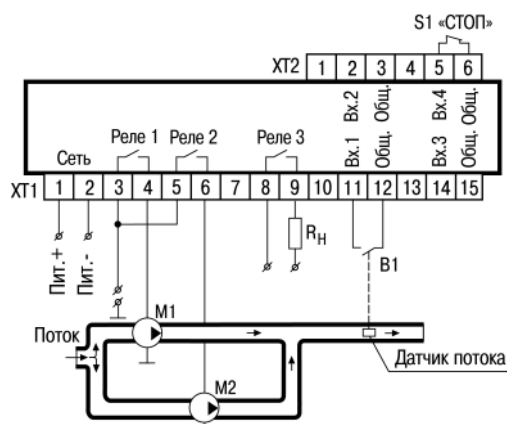 S1 «СТОП»
XT2 1 2 3 4 5 6
Вх.2 Общ. Вх.4 Общ.
Вх.1 Общ. Вх.3 Общ.
Реле 1 Реле 2 Реле 3
Сеть
XT1 1 2 3 4 5 6 7 8 9 10 11 12 13 14 15
Пит.+
Пит.-
RН
B1
M1
Поток
Датчик потока
M2